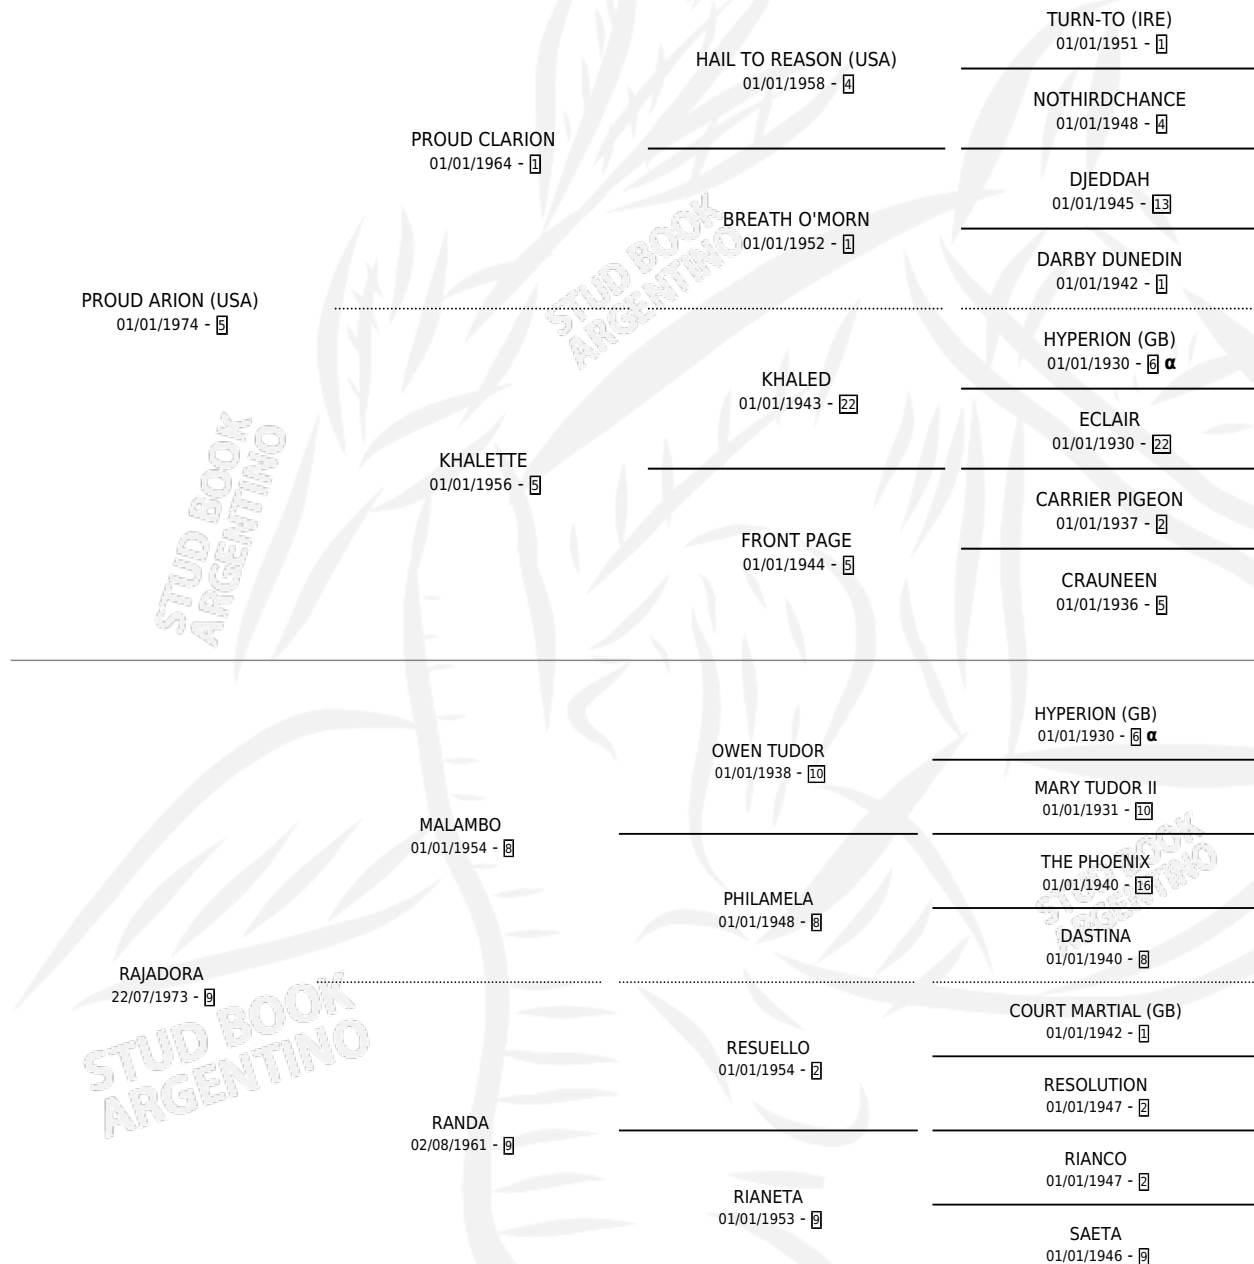 TURN-TO (IRE)
01/01/1951 - 1
HAIL TO REASON (USA)
01/01/1958 - 4
NOTHIRDCHANCE
01/01/1948 - 4
PROUD CLARION
01/01/1964 - 1
DJEDDAH
01/01/1945 - 13
BREATH O'MORN
01/01/1952 - 1
DARBY DUNEDIN
01/01/1942 - 1
PROUD ARION (USA)
01/01/1974 - 5
HYPERION (GB)
01/01/1930 - 6 α
KHALED
01/01/1943 - 22
ECLAIR
01/01/1930 - 22
KHALETTE
01/01/1956 - 5
CARRIER PIGEON
01/01/1937 - 2
FRONT PAGE
01/01/1944 - 5
CRAUNEEN
01/01/1936 - 5
HYPERION (GB)
01/01/1930 - 6 α
OWEN TUDOR
01/01/1938 - 10
MARY TUDOR II
01/01/1931 - 10
MALAMBO
01/01/1954 - 8
THE PHOENIX
01/01/1940 - 16
PHILAMELA
01/01/1948 - 8
DASTINA
01/01/1940 - 8
RAJADORA
22/07/1973 - 9
COURT MARTIAL (GB)
01/01/1942 - 1
RESUELLO
01/01/1954 - 2
RESOLUTION
01/01/1947 - 2
RANDA
02/08/1961 - 9
RIANCO
01/01/1947 - 2
RIANETA
01/01/1953 - 9
SAETA
01/01/1946 - 9
STUD BOOK
ARGENTINO
STUD BOOK
ARGENTINO
STUD BOOK
ARGENTINO
STUD BOOK
ARGENTINO